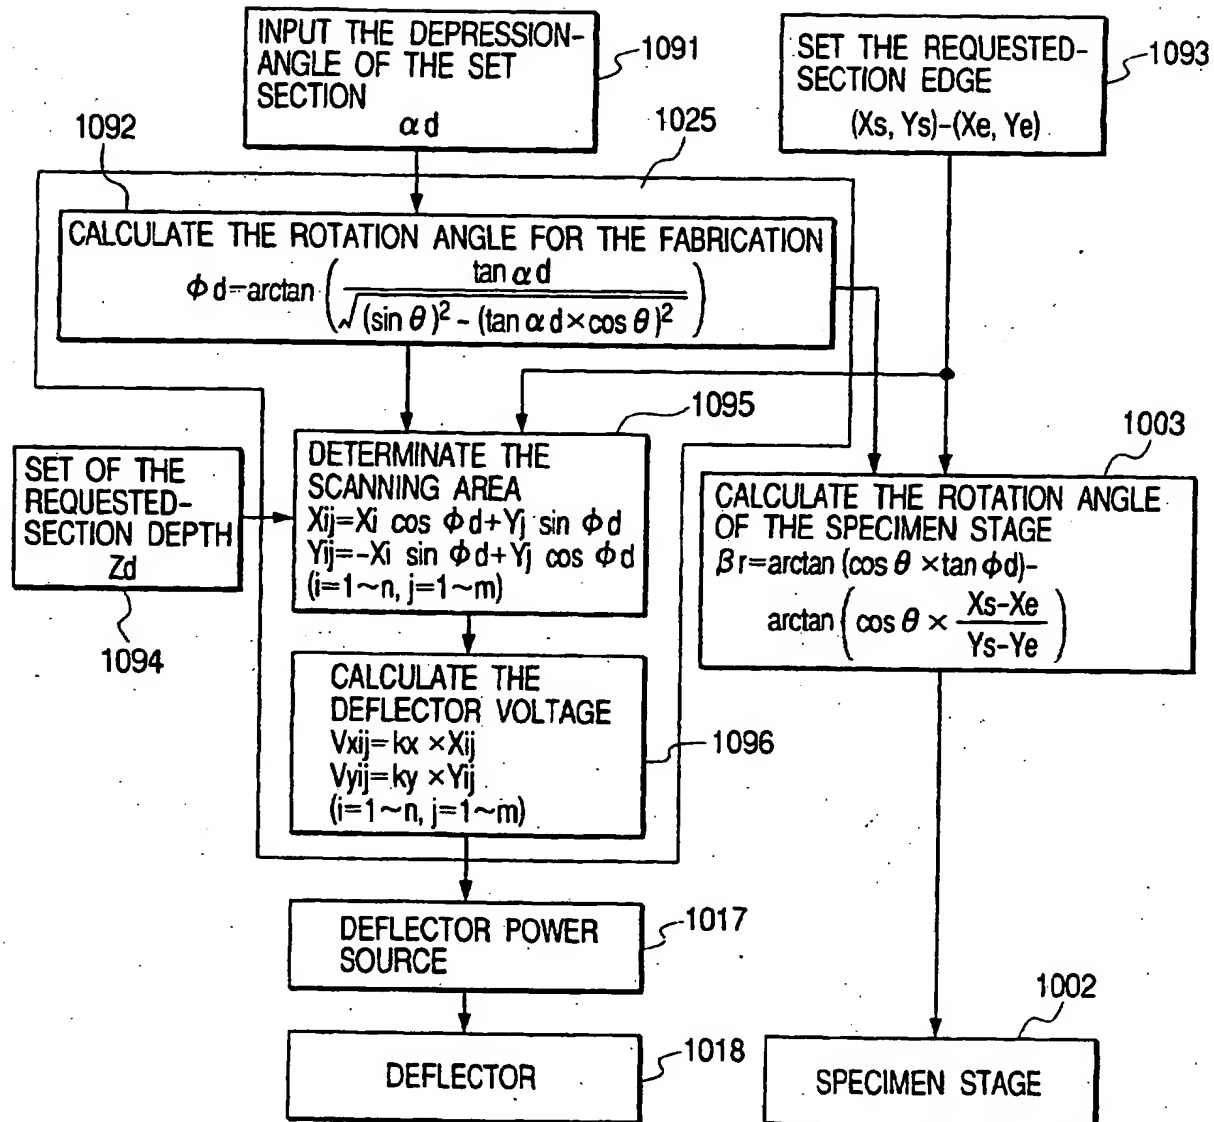 INPUT THE DEPRESSION-
ANGLE OF THE SET
SECTION
αd
1091
SET THE REQUESTED-
SECTION EDGE
(Xs, Ys)-(Xe, Ye)
1093
1092
1025
CALCULATE THE ROTATION ANGLE FOR THE FABRICATION
ϕd=arctan(tan αd / √((sin θ)² - (tan αd×cos θ)²))
1095
DETERMINATE THE
SCANNING AREA
Xij=Xi cos ϕd+Yj sin ϕd
Yij=-Xi sin ϕd+Yj cos ϕd
(i=1~n, j=1~m)
SET OF THE
REQUESTED-
SECTION DEPTH
Zd
1094
1003
CALCULATE THE ROTATION ANGLE
OF THE SPECIMEN STAGE
βr=arctan (cos θ×tan ϕd)-
arctan(cos θ × (Xs-Xe)/(Ys-Ye))
CALCULATE THE
DEFLECTOR VOLTAGE
Vxij=kx×Xij
Vyij=ky×Yij
(i=1~n, j=1~m)
1096
DEFLECTOR POWER
SOURCE
1017
DEFLECTOR
1018
1002
SPECIMEN STAGE